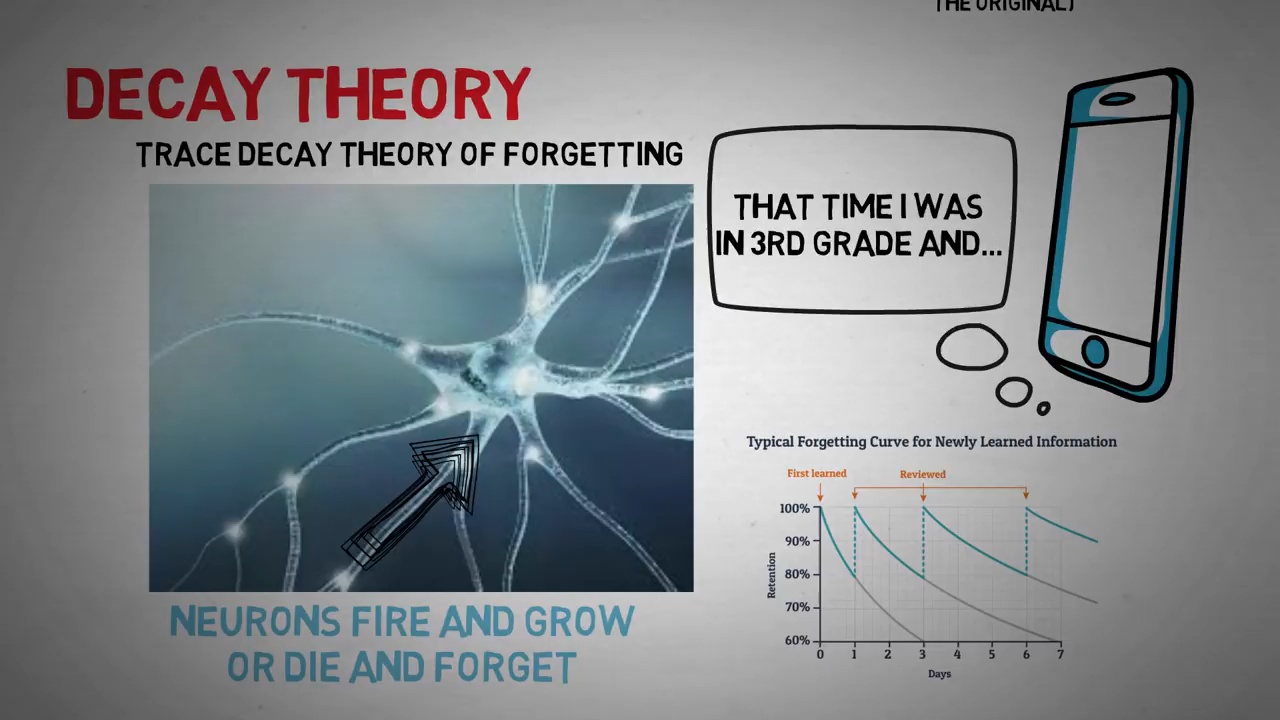 THE ORIGINAL)
DECAY THEORY
TRACE DECAY THEORY OF FORGETTING
THAT TIME I WAS
IN 3RD GRADE AND...
NEURONS FIRE AND GROW
OR DIE AND FORGET
Typical Forgetting Curve for Newly Learned Information
First learned
Reviewed
100%
90%
80%
70%
60%
Retention
0 1 2 3 4 5 6 7
Days